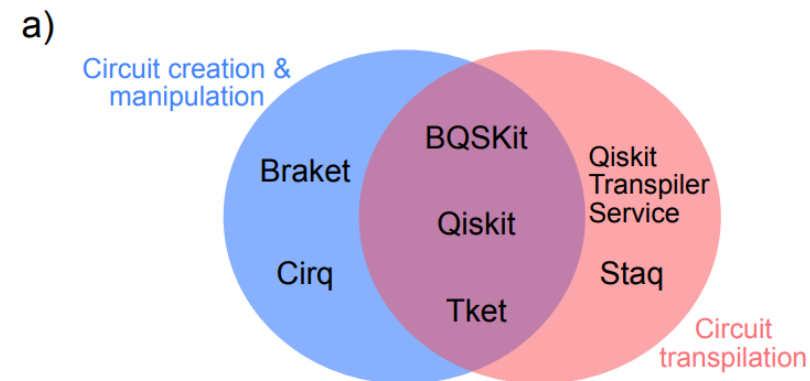 a)
Circuit creation &
manipulation
Braket
Cirq
BQSKit
Qiskit
Tket
Qiskit
Transpiler
Service
Staq
Circuit
transpilation